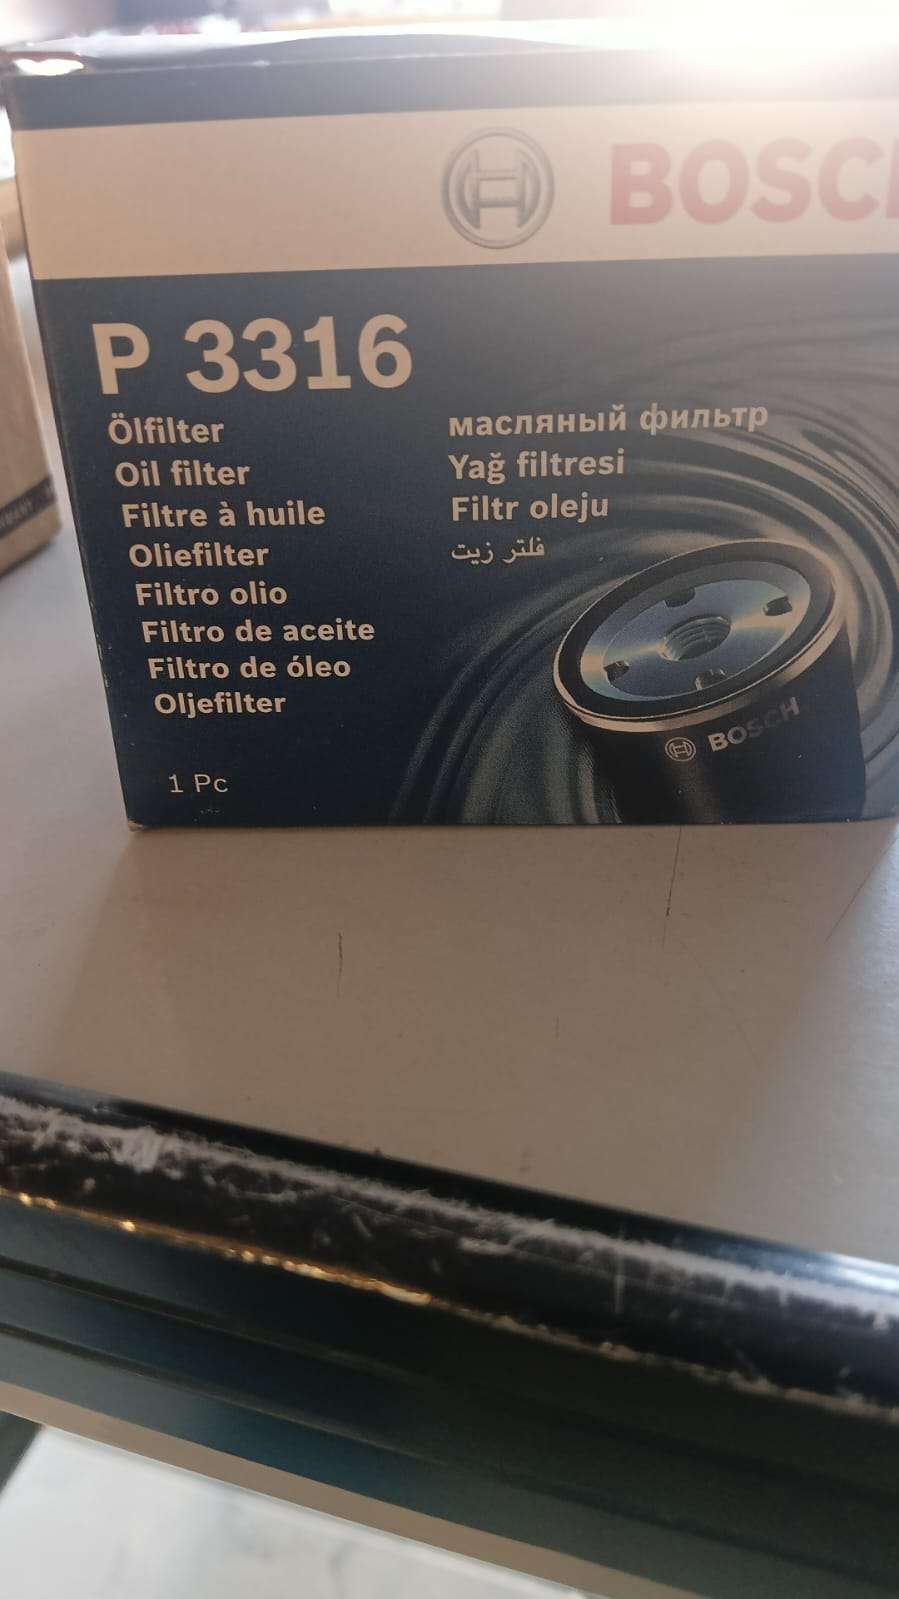 BOSCH
P 3316
Ölfilter
Oil filter
Filtre à huile
Oliefilter
Filtro olio
Filtro de aceite
Filtro de óleo
Oljefilter
масляный фильтр
Yağ filtresi
Filtr oleju
فلتر زيت
BOSCH
1 Pc